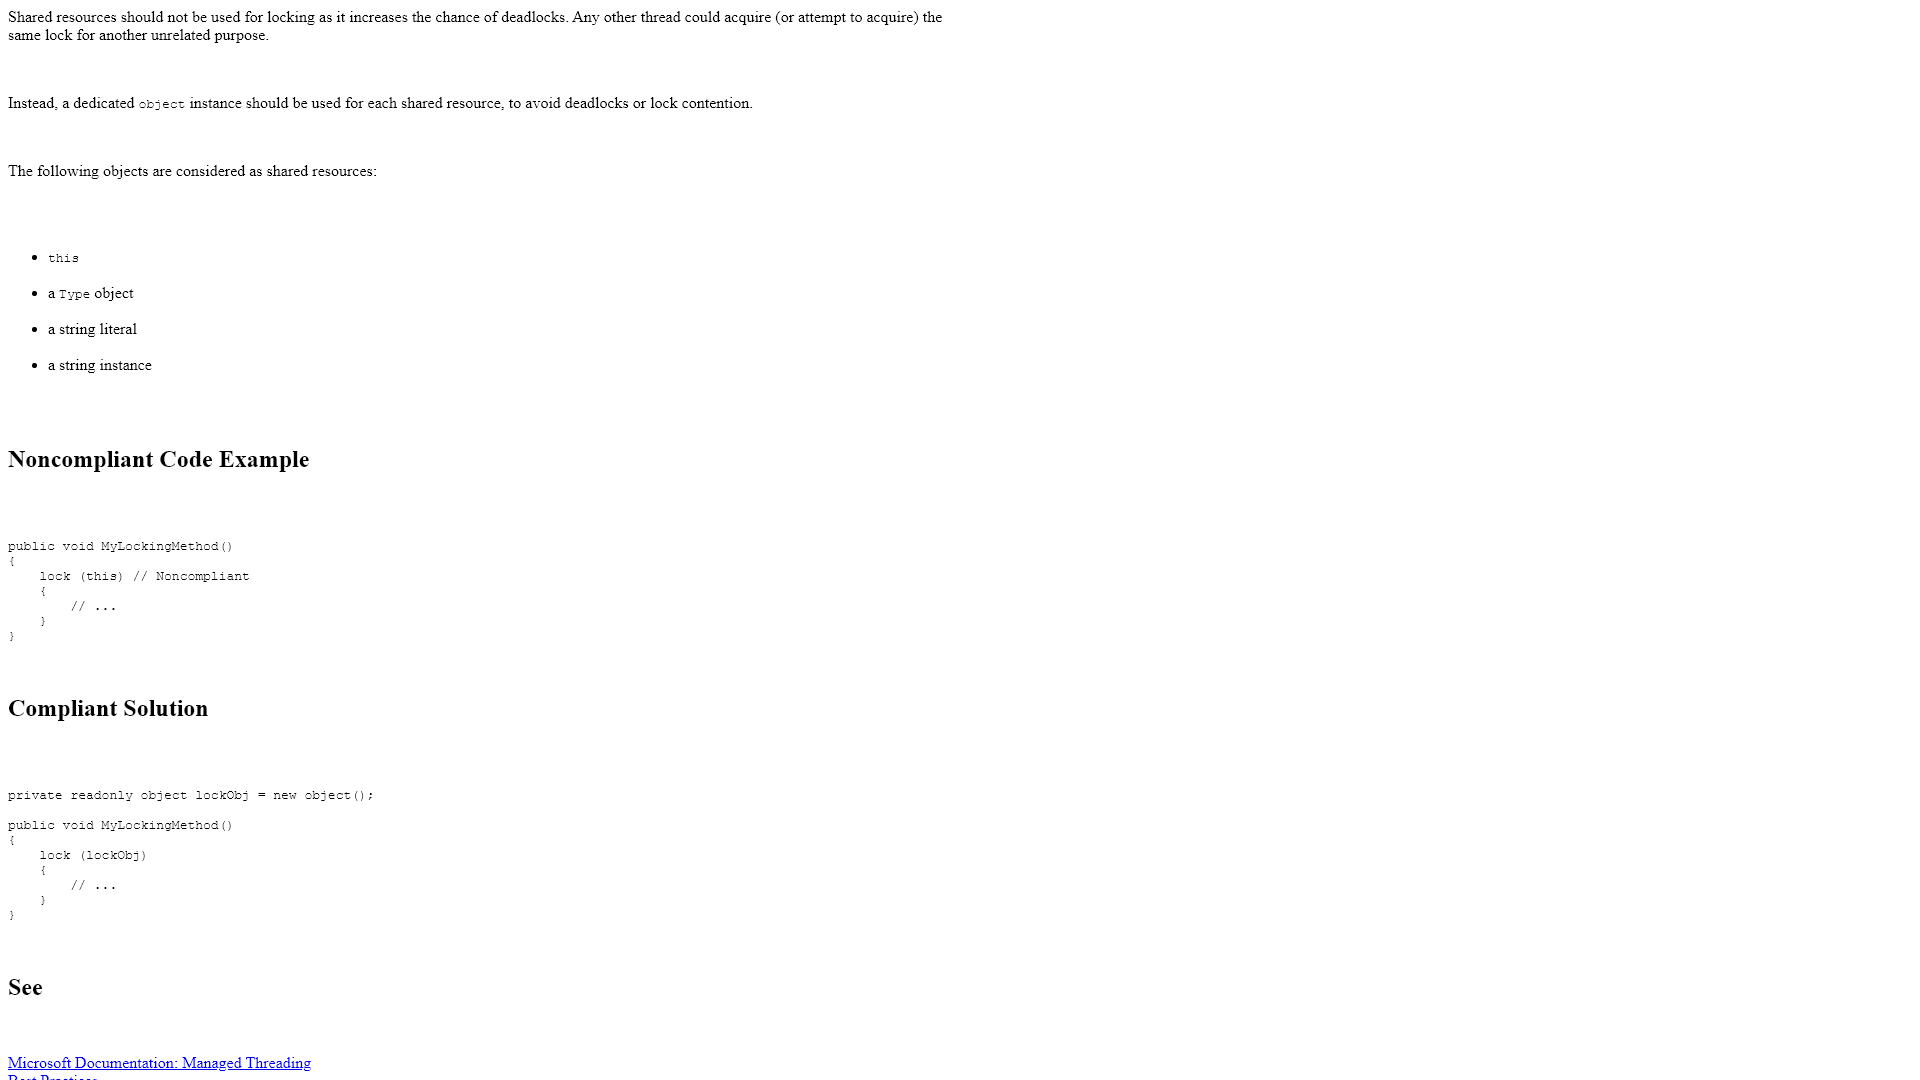 Shared resources should not be used for locking as it increases the chance of deadlocks. Any other thread could acquire (or attempt to acquire) the
same lock for another unrelated purpose.
Instead, a dedicated object instance should be used for each shared resource, to avoid deadlocks or lock contention.
The following objects are considered as shared resources:
• this
• a Type object
• a string literal
• a string instance
Noncompliant Code Example
public void MyLockingMethod()
{
    lock (this) // Noncompliant
    {
        // ...
    }
}
Compliant Solution
private readonly object lockObj = new object();
public void MyLockingMethod()
{
    lock (lockObj)
    {
        // ...
    }
}
See
Microsoft Documentation: Managed Threading
Best Practices